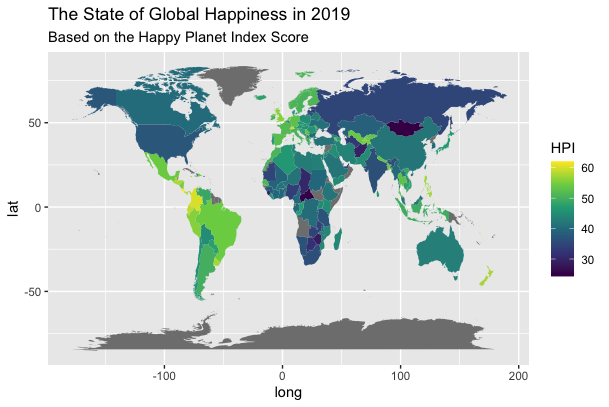 The State of Global Happiness in 2019
Based on the Happy Planet Index Score
50
0
-50
lat
-100
0
100
200
long
HPI
60
50
40
30